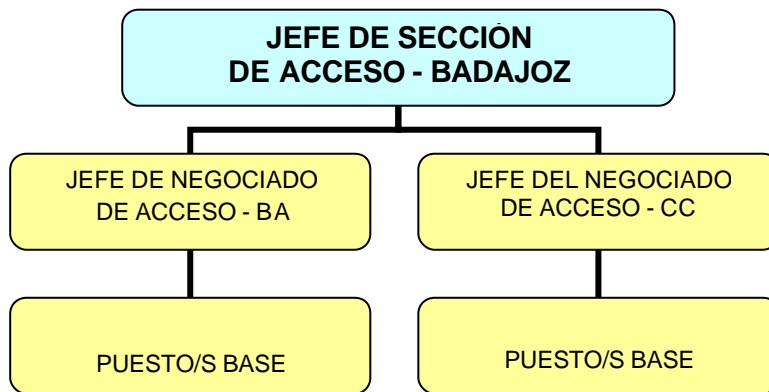 JEFE DE SECCIÓN
DE ACCESO - BADAJOZ
JEFE DE NEGOCIADO
DE ACCESO - BA
JEFE DEL NEGOCIADO
DE ACCESO - CC
PUESTO/S BASE
PUESTO/S BASE